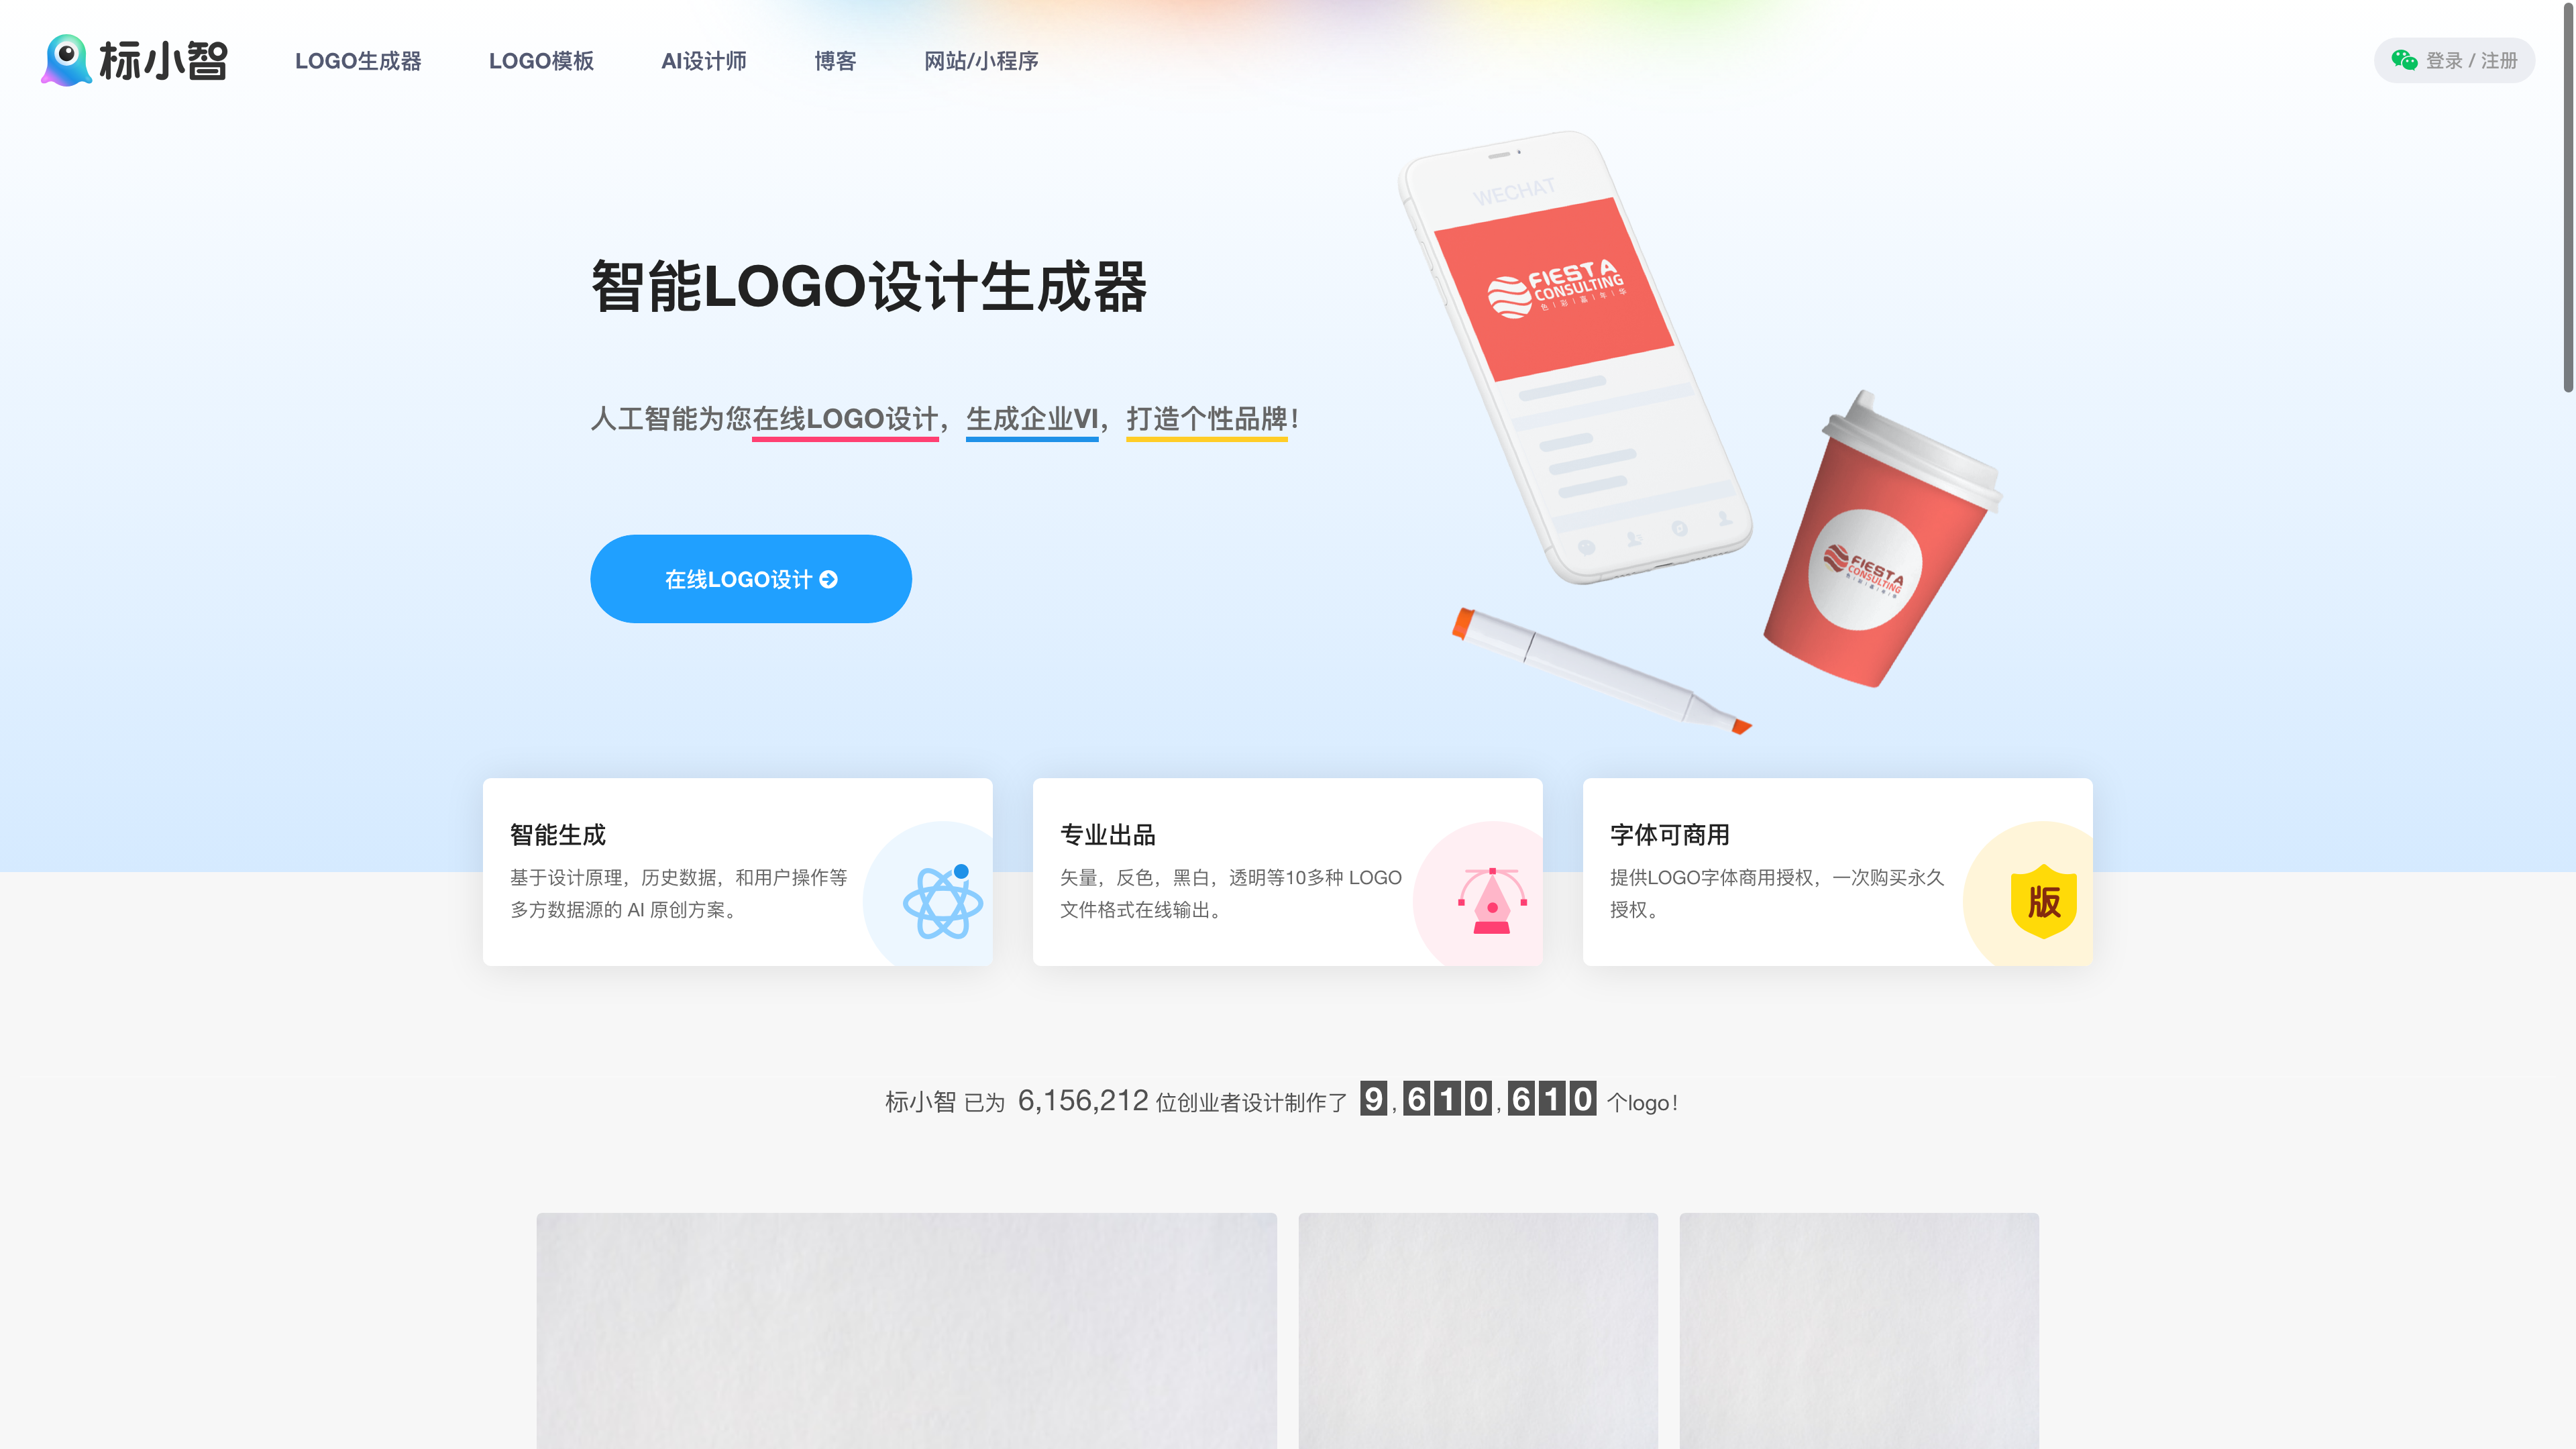 标小智
LOGO生成器
LOGO模板
AI设计师
博客
网站/小程序
登录 / 注册
智能LOGO设计生成器
人工智能为您在线LOGO设计，生成企业VI，打造个性品牌！
在线LOGO设计
WECHAT
FIESTA
CONSULTING
色 | 彩 | 嘉 | 年 | 华
FIESTA
CONSULTING
智能生成
基于设计原理，历史数据，和用户操作等
多方数据源的 AI 原创方案。
专业出品
矢量，反色，黑白，透明等10多种 LOGO
文件格式在线输出。
字体可商用
提供LOGO字体商用授权，一次购买永久
授权。
版
标小智 已为 6,156,212 位创业者设计制作了 9,610,610 个logo！